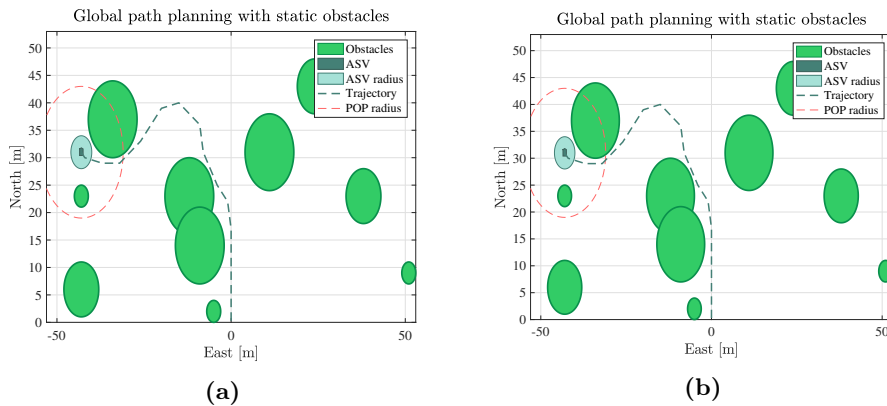 Global path planning with static obstacles
Obstacles
ASV
ASV radius
Trajectory
POP radius
50
45
40
35
30
25
20
15
10
5
0
North [m]
-50
0
50
East [m]
(a)
Global path planning with static obstacles
Obstacles
ASV
ASV radius
Trajectory
POP radius
50
45
40
35
30
25
20
15
10
5
0
North [m]
-50
0
50
East [m]
(b)